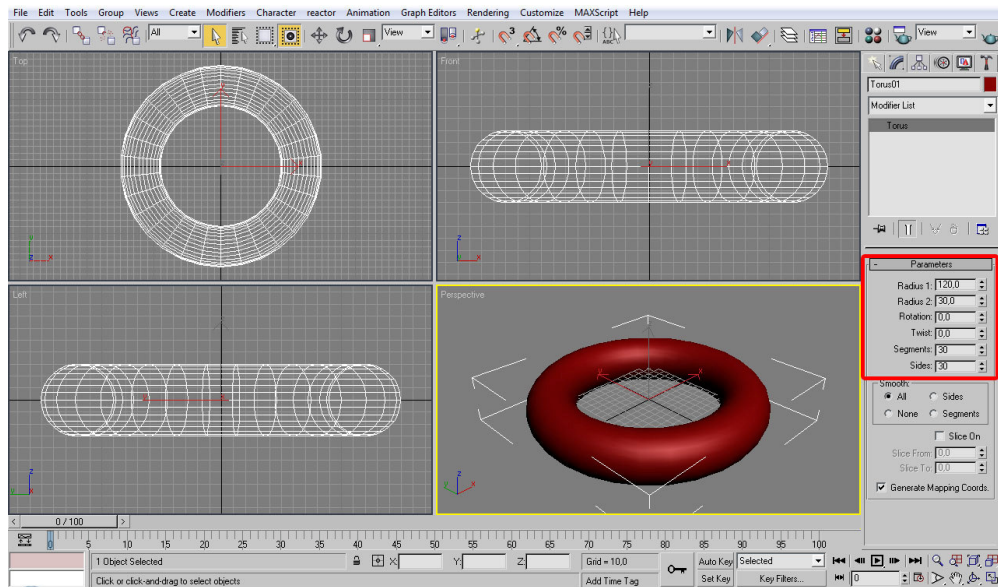 File Edit Tools Group Views Create Modifiers Character reactor Animation Graph Editors Rendering Customize MAXScript Help
All
View
3
%
ABC
View
Top
Front
Torus01
Modifier List
Torus
Left
Perspective
- Parameters
Radius 1: 120,0
Radius 2: 30,0
Rotation: 0,0
Twist: 0,0
Segments: 30
Sides: 30
Smooth:
All Sides
None Segments
Slice On
Slice From: 0,0
Slice To: 0,0
Generate Mapping Coords.
< 0 / 100 >
0 5 10 15 20 25 30 35 40 45 50 55 60 65 70 75 80 85 90 95 100
1 Object Selected X: Y: Z: Grid = 10,0 Auto Key Selected
Click or click-and-drag to select objects Add Time Tag Set Key Key Filters... 0